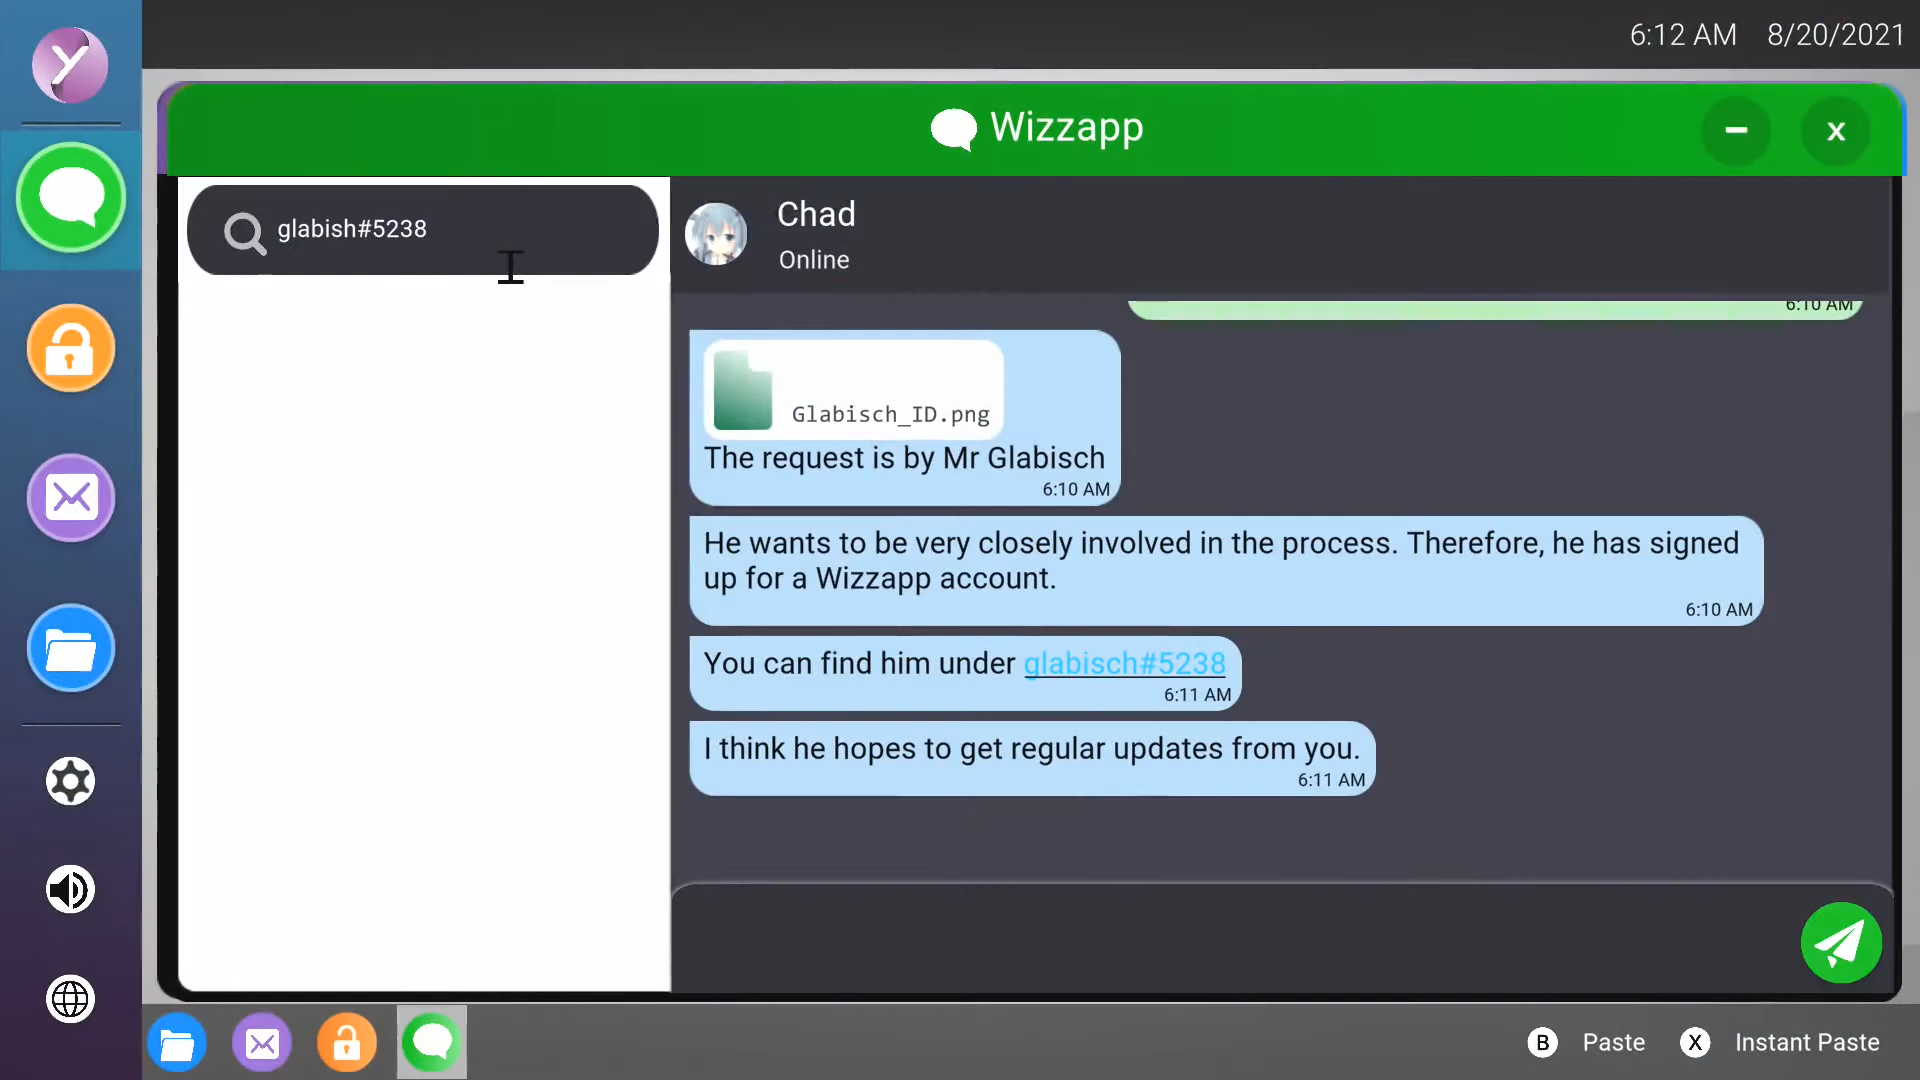 6:12 AM 8/20/2021
Y
Wizzapp
x
glabish#5238
Chad
Online
6:10 AM
Glabisch_ID.png
The request is by Mr Glabisch
6:10 AM
He wants to be very closely involved in the process. Therefore, he has signed
up for a Wizzapp account.
6:10 AM
You can find him under glabisch#5238
6:11 AM
I think he hopes to get regular updates from you.
6:11 AM
B Paste X Instant Paste